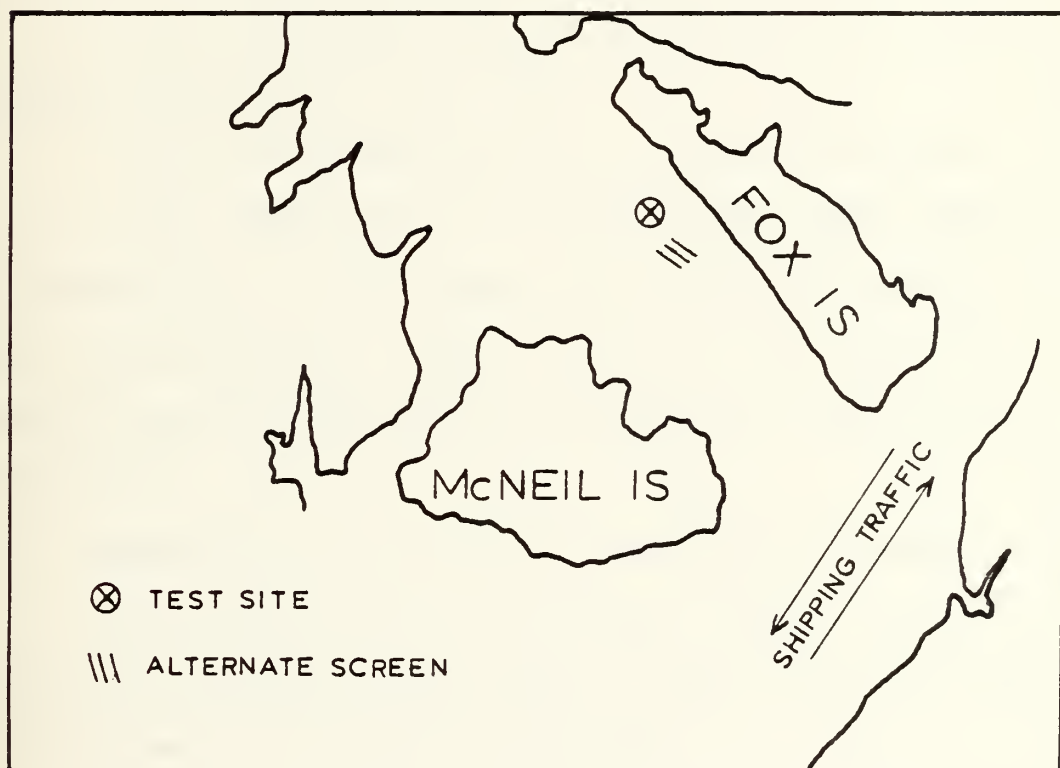 FOX IS
McNEIL IS
SHIPPING TRAFFIC
TEST SITE
ALTERNATE SCREEN